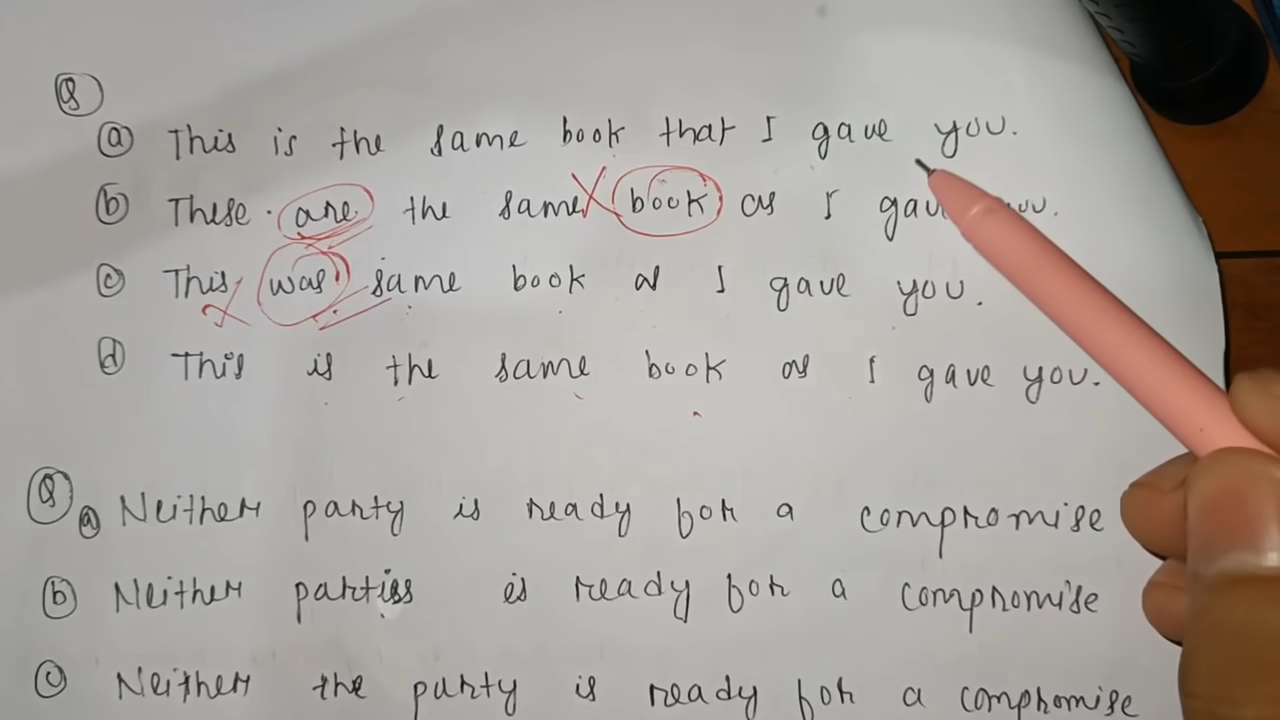 Q
(a) This is the same book that I gave you.
(b) These are the same book as I gave you.
(c) This was same book as I gave you.
(d) This is the same book as I gave you.
Q (a) Neither party is ready for a compromise
(b) Neither partiss is ready for a compromise
(c) Neither the party is ready for a compromise